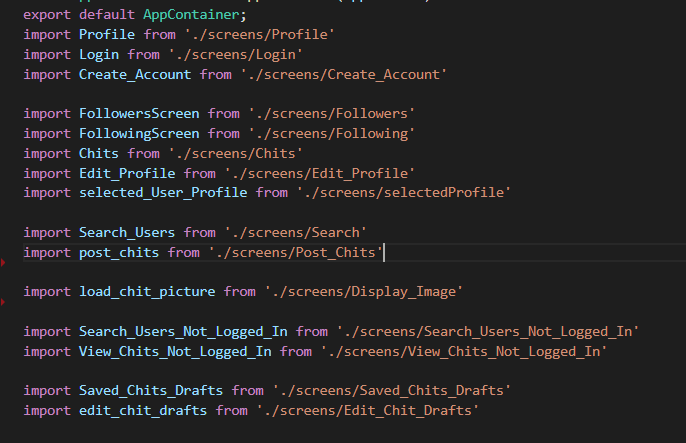 export default AppContainer;
import Profile from './screens/Profile'
import Login from './screens/Login'
import Create_Account from './screens/Create_Account'
import FollowersScreen from './screens/Followers'
import FollowingScreen from './screens/Following'
import Chits from './screens/Chits'
import Edit_Profile from './screens/Edit_Profile'
import selected_User_Profile from './screens/selectedProfile'
import Search_Users from './screens/Search'
import post_chits from './screens/Post_Chits'
import load_chit_picture from './screens/Display_Image'
import Search_Users_Not_Logged_In from './screens/Search_Users_Not_Logged_In'
import View_Chits_Not_Logged_In from './screens/View_Chits_Not_Logged_In'
import Saved_Chits_Drafts from './screens/Saved_Chits_Drafts'
import edit_chit_drafts from './screens/Edit_Chit_Drafts'